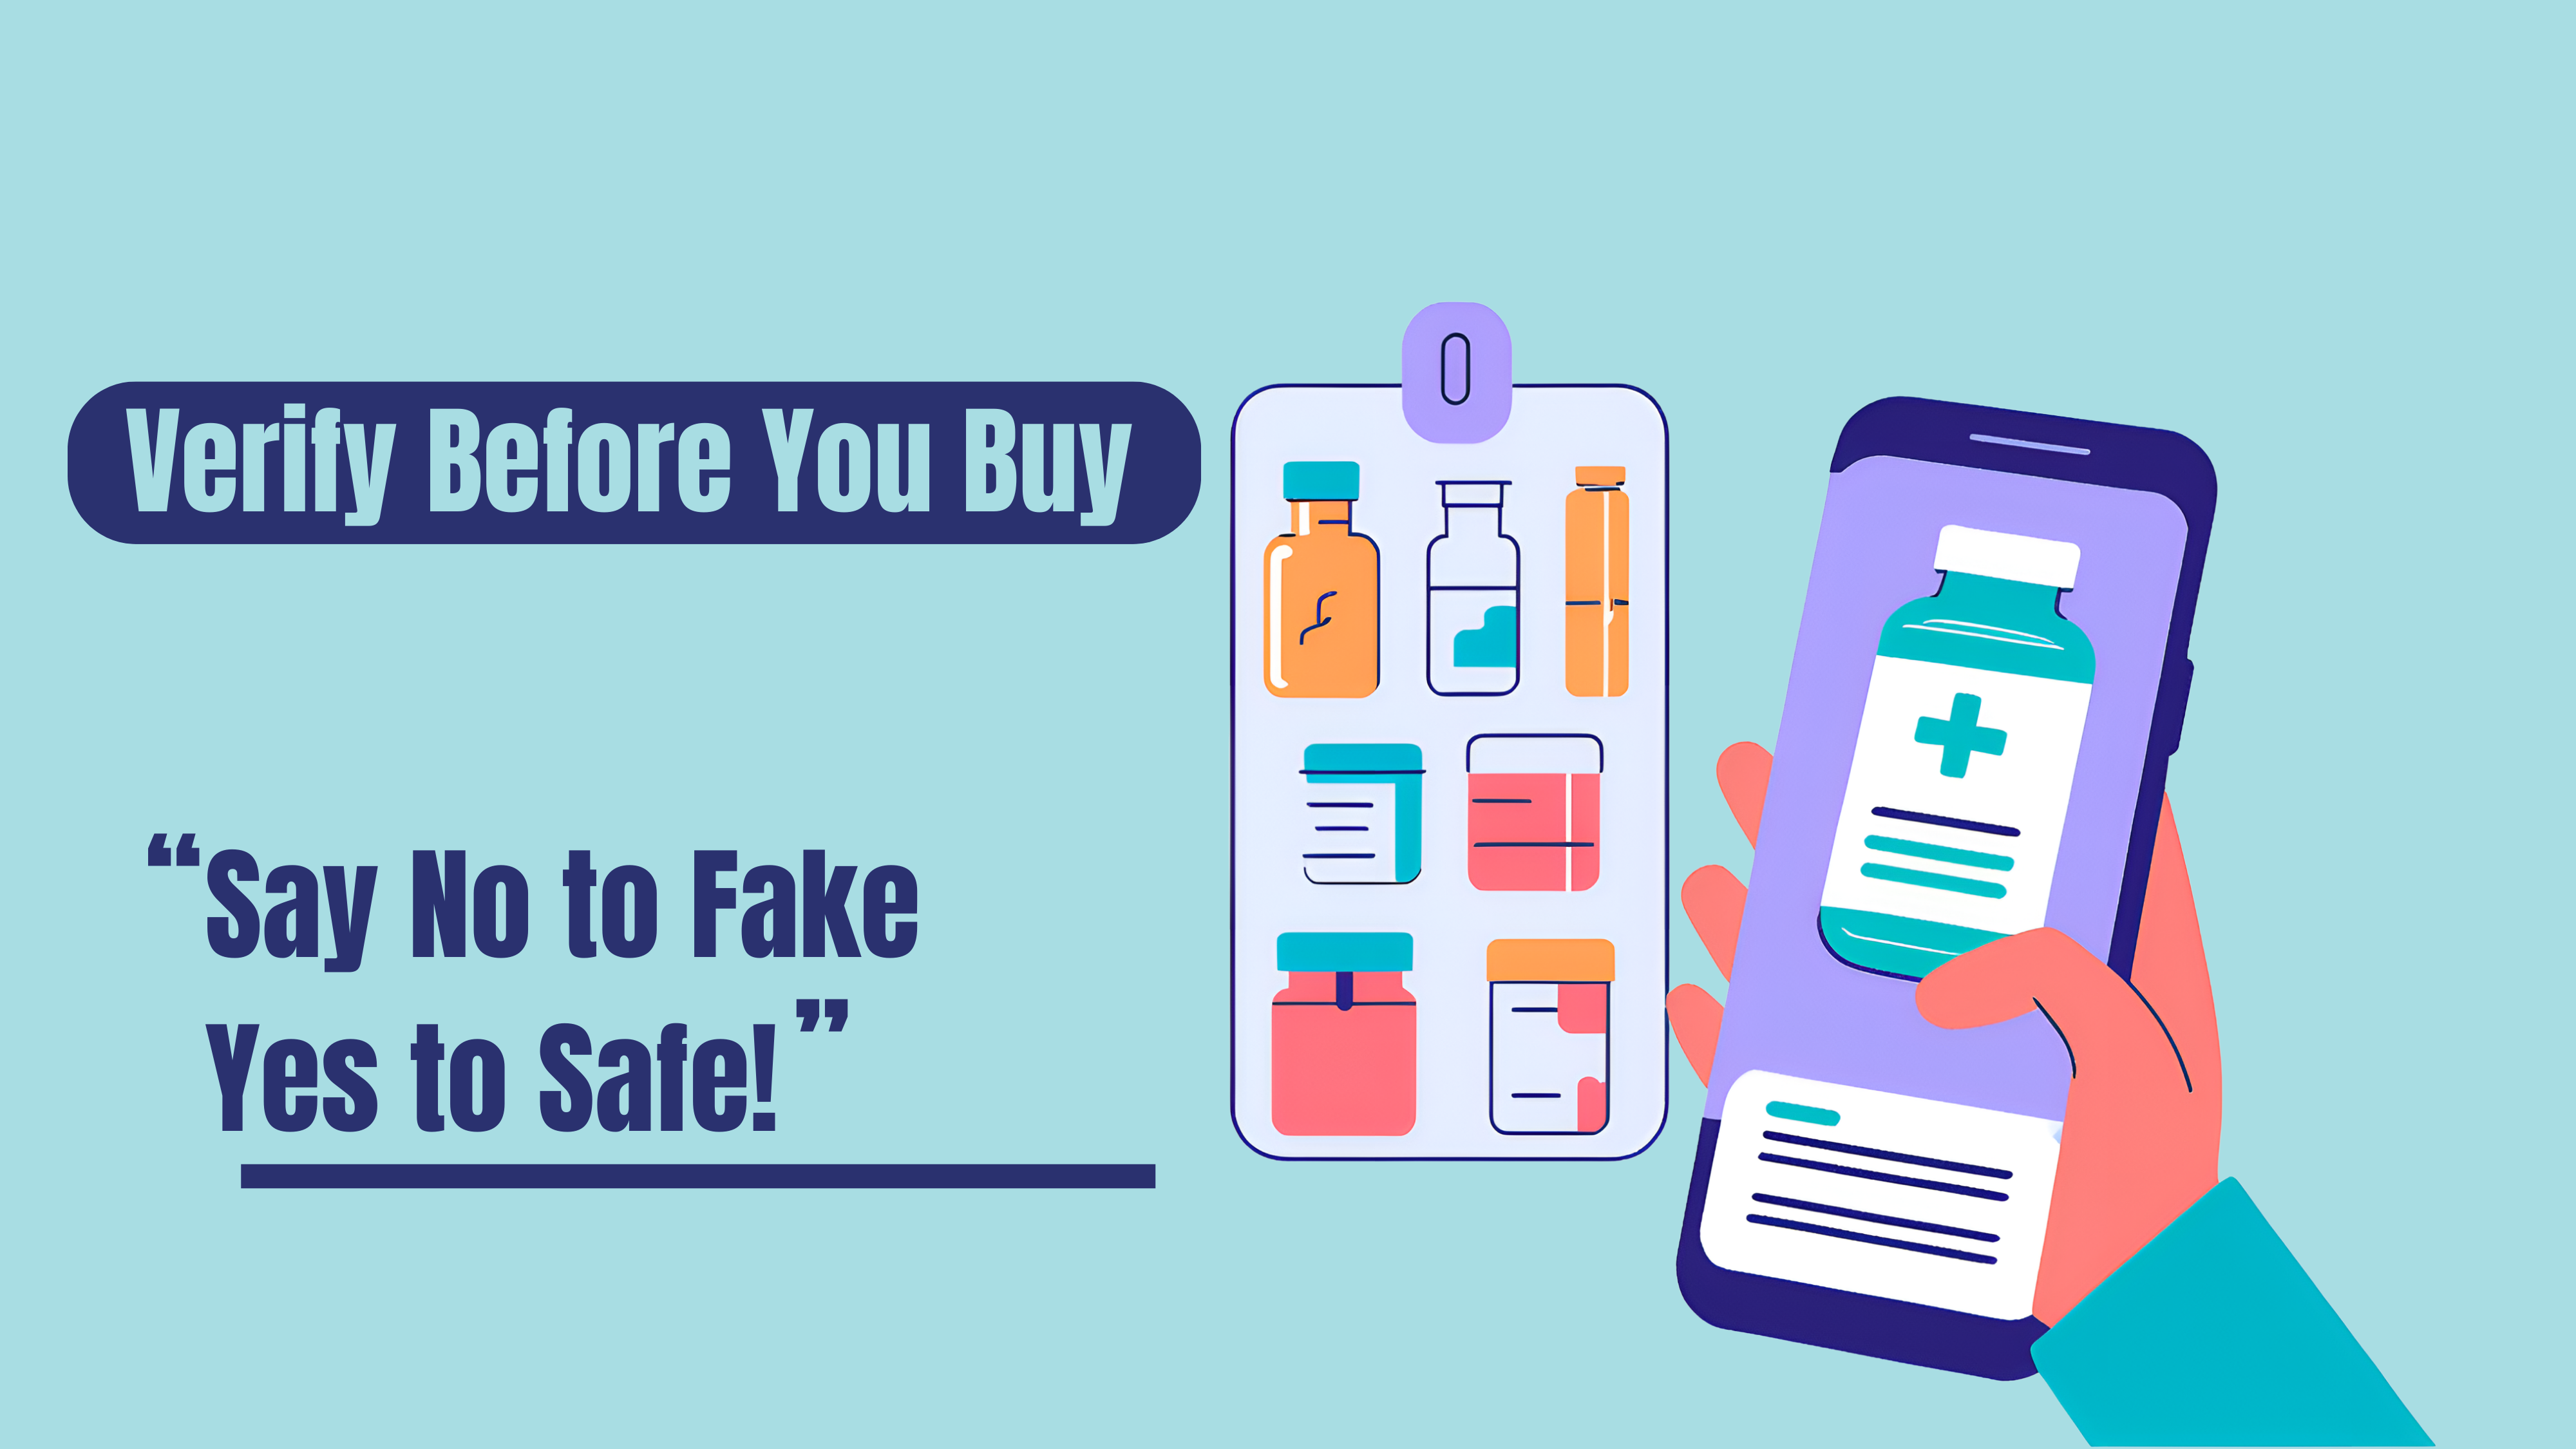 Verify Before You Buy
“Say No to Fake
Yes to Safe!”